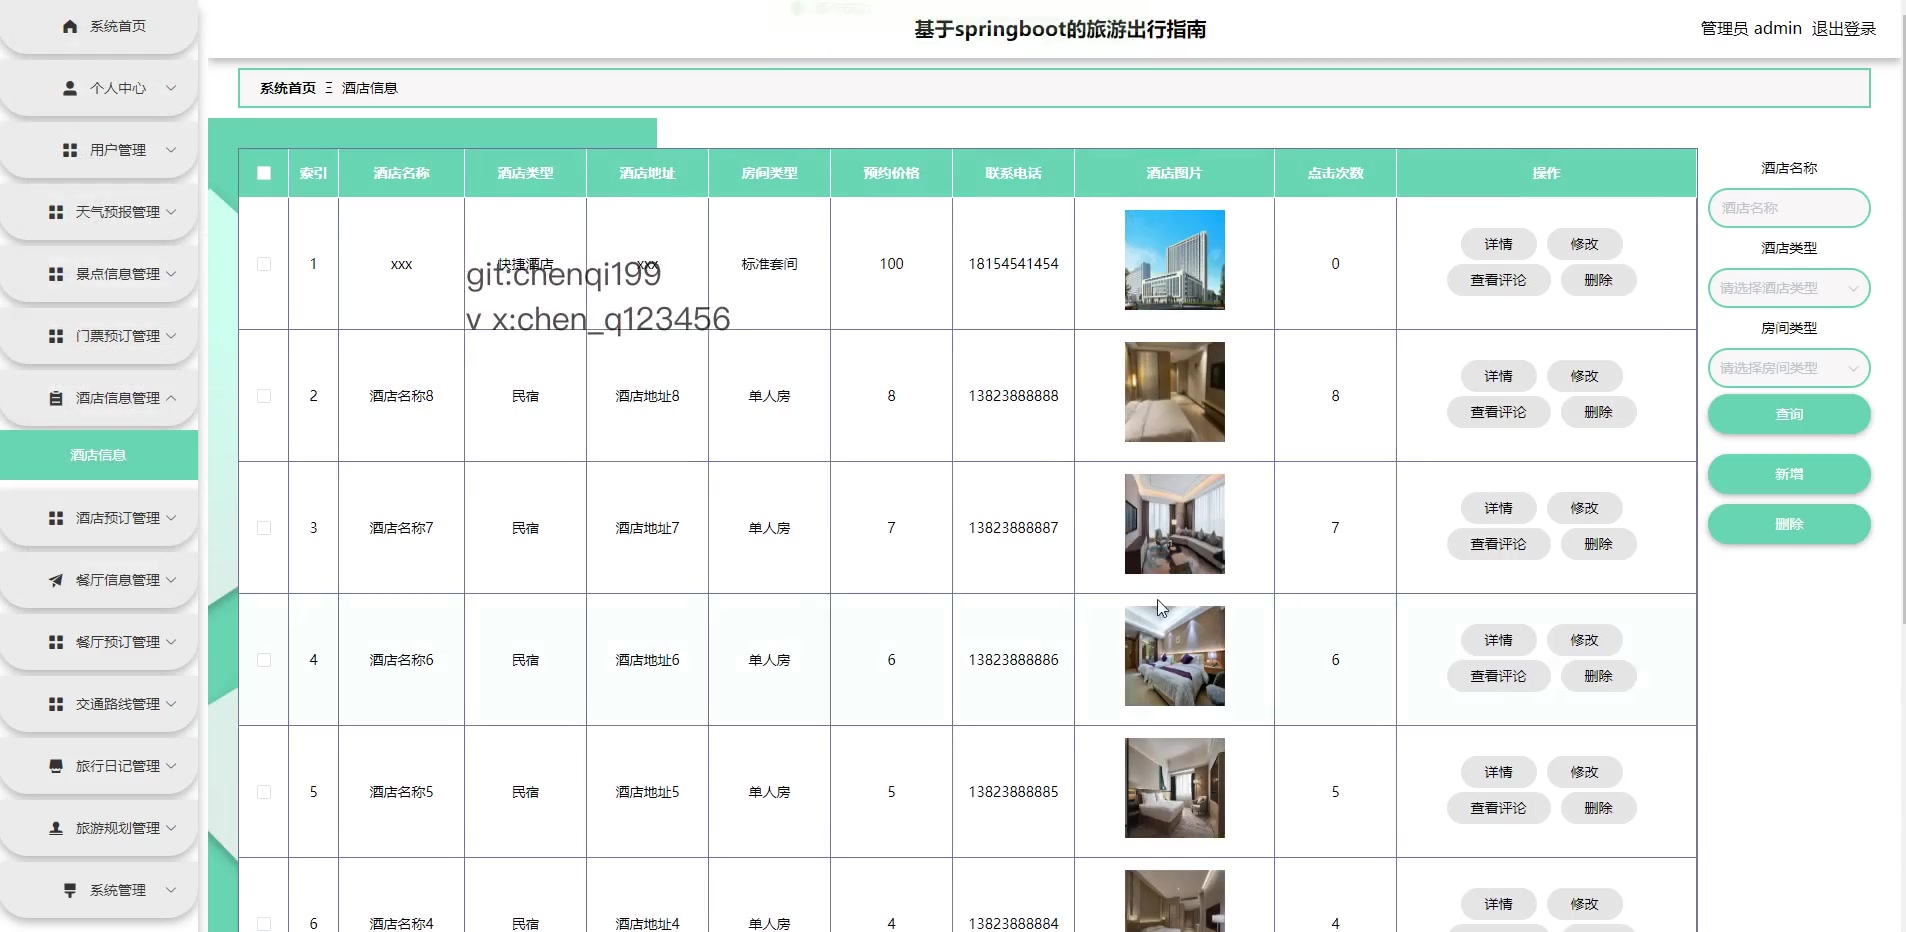 基于springboot的旅游出行指南
管理员 admin 退出登录
系统首页
个人中心
用户管理
天气预报管理
景点信息管理
门票预订管理
酒店信息管理
酒店信息
酒店预订管理
餐厅信息管理
餐厅预订管理
交通路线管理
旅行日记管理
旅游规划管理
系统管理
系统首页 Ξ 酒店信息
索引 酒店名称 酒店类型 酒店地址 房间类型 预约价格 联系电话 酒店图片 点击次数 操作
1 xxx 快捷酒店 xxx 标准套间 100 18154541454 0 详情 修改
查看评论 删除
git:chenqi199
v x:chen_q123456
2 酒店名称8 民宿 酒店地址8 单人房 8 13823888888 8 详情 修改
查看评论 删除
3 酒店名称7 民宿 酒店地址7 单人房 7 13823888887 7 详情 修改
查看评论 删除
4 酒店名称6 民宿 酒店地址6 单人房 6 13823888886 6 详情 修改
查看评论 删除
5 酒店名称5 民宿 酒店地址5 单人房 5 13823888885 5 详情 修改
查看评论 删除
6 酒店名称4 民宿 酒店地址4 单人房 4 13823888884 4 详情 修改
酒店名称
酒店名称
酒店类型
请选择酒店类型
房间类型
请选择房间类型
查询
新增
删除